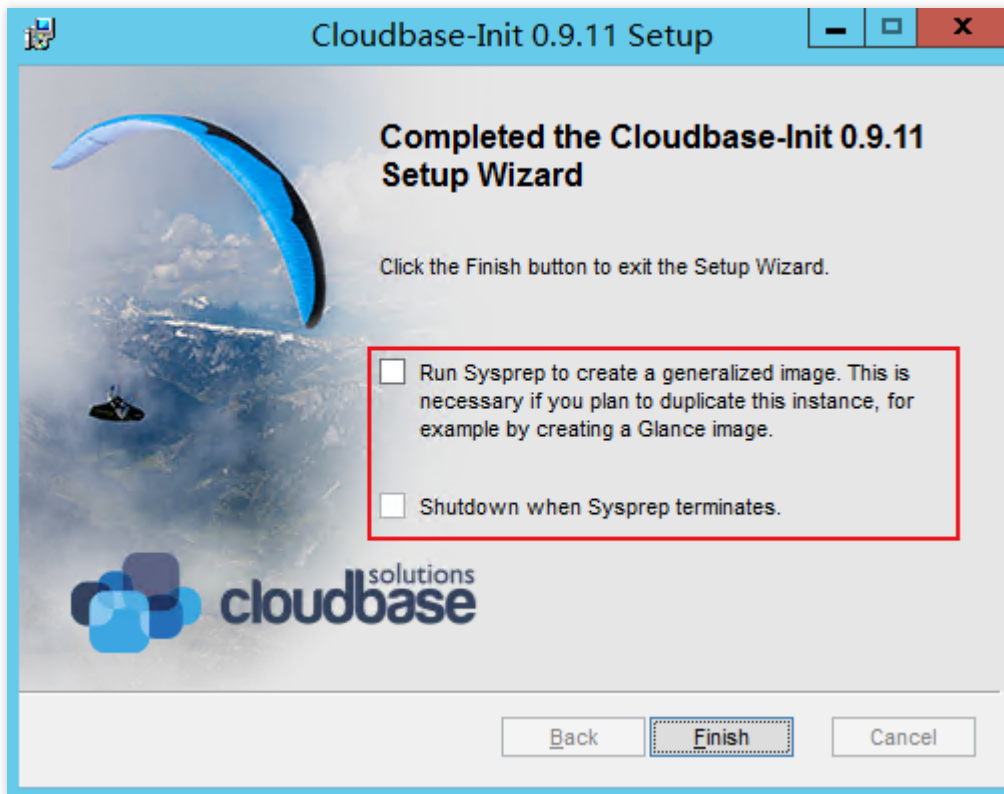 Cloudbase-Init 0.9.11 Setup
Completed the Cloudbase-Init 0.9.11
Setup Wizard
Click the Finish button to exit the Setup Wizard.
Run Sysprep to create a generalized image. This is
necessary if you plan to duplicate this instance, for
example by creating a Glance image.
Shutdown when Sysprep terminates.
solutions
cloudbase
Back
Finish
Cancel